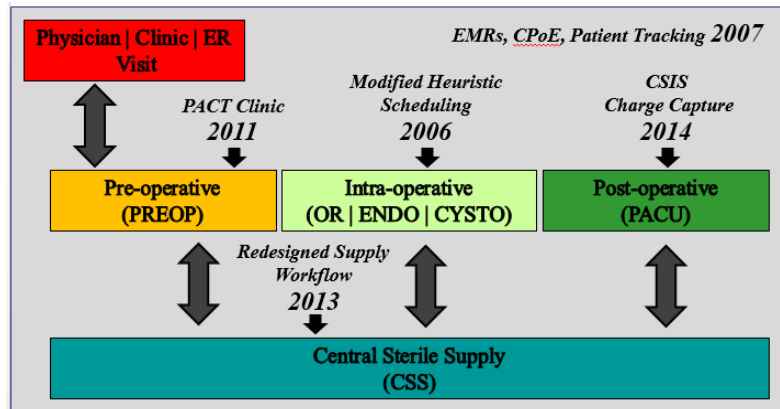 Physician | Clinic | ER
Visit
EMRs, CPoE, Patient Tracking 2007
PACT Clinic
2011
Modified Heuristic
Scheduling
2006
CSIS
Charge Capture
2014
Pre-operative
(PREOP)
Intra-operative
(OR | ENDO | CYSTO)
Post-operative
(PACU)
Redesigned Supply
Workflow
2013
Central Sterile Supply
(CSS)